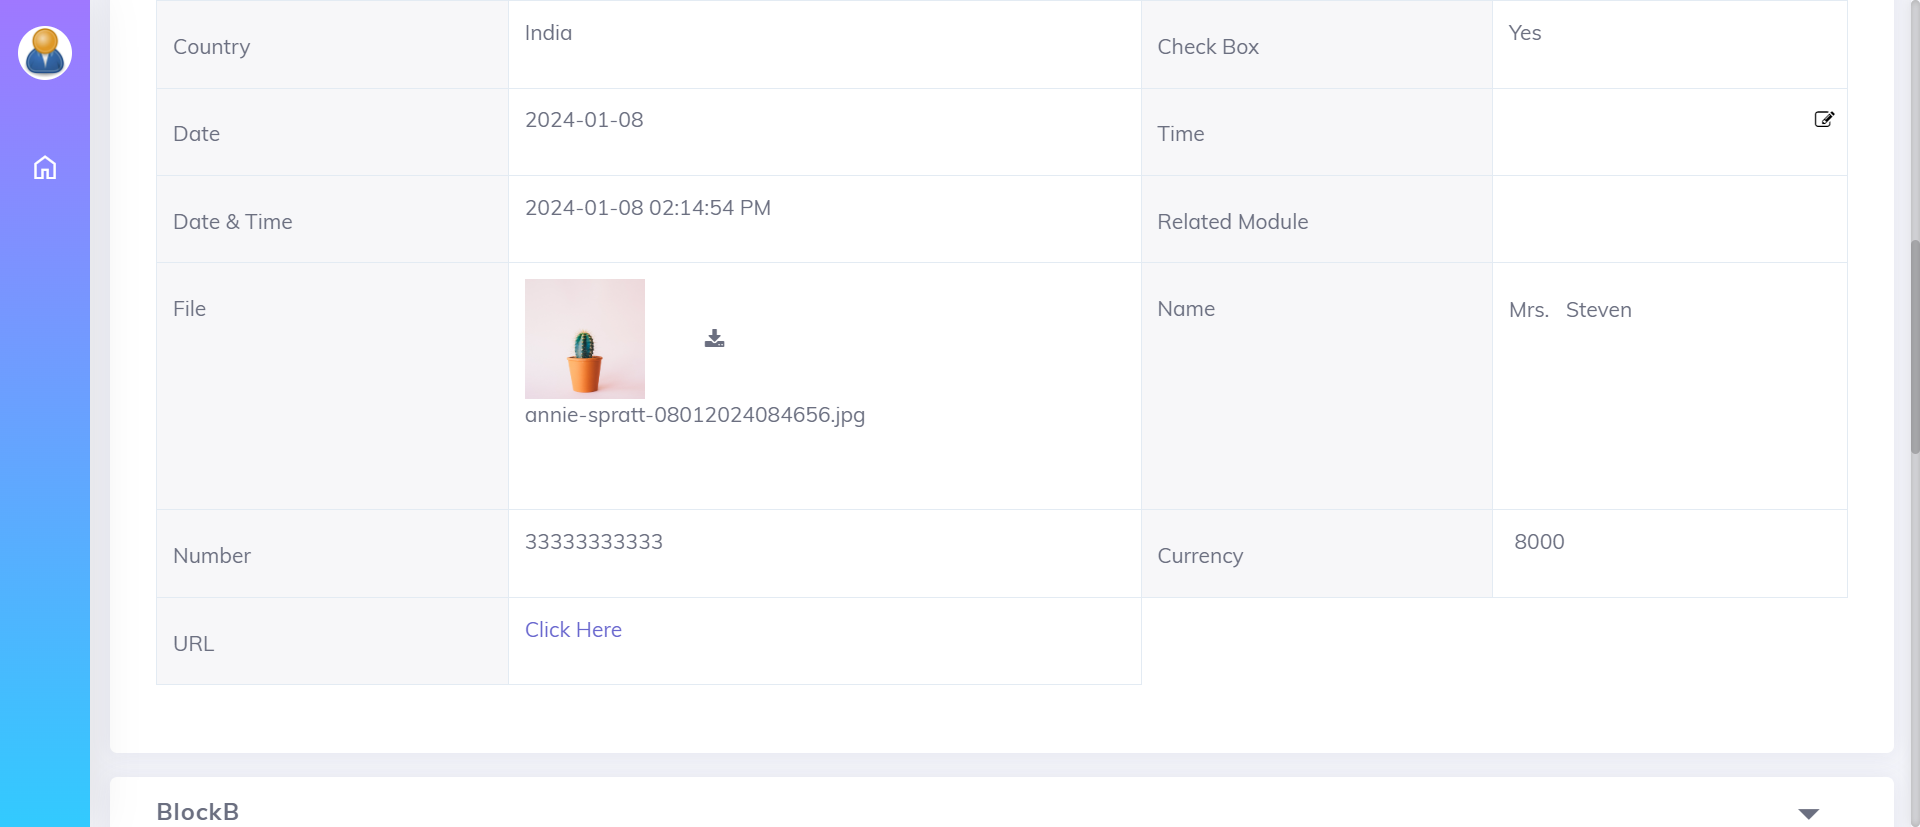 Country India Check Box Yes
Date 2024-01-08 Time
Date & Time 2024-01-08 02:14:54 PM Related Module
File Name Mrs. Steven
annie-spratt-08012024084656.jpg
Number 33333333333 Currency 8000
URL Click Here
BlockB